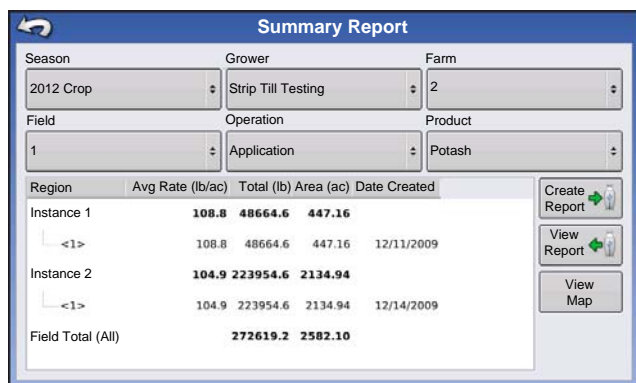 Summary Report
Season Grower Farm
2012 Crop Strip Till Testing 2
Field Operation Product
1 Application Potash
Region Avg Rate (lb/ac) Total (lb) Area (ac) Date Created
Instance 1 108.8 48664.6 447.16
<1> 108.8 48664.6 447.16 12/11/2009
Instance 2 104.9 223954.6 2134.94
<1> 104.9 223954.6 2134.94 12/14/2009
Field Total (All) 272619.2 2582.10
Create
Report
View
Report
View
Map